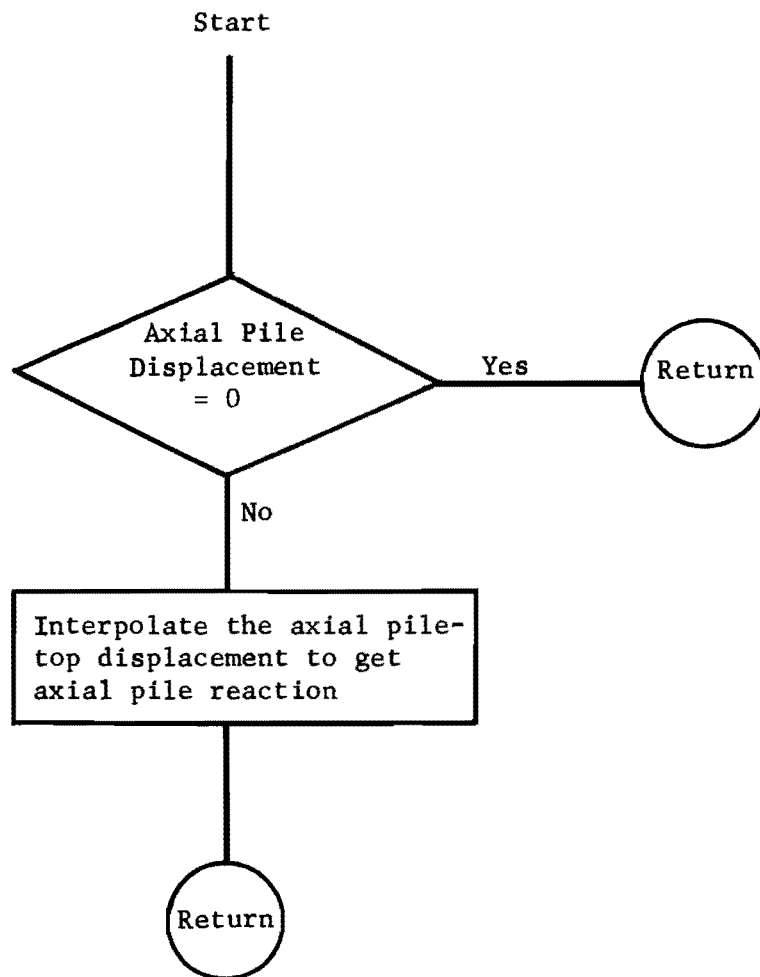 Start
Axial Pile
Displacement
= 0
Yes
Return
No
Interpolate the axial pile-
top displacement to get
axial pile reaction
Return